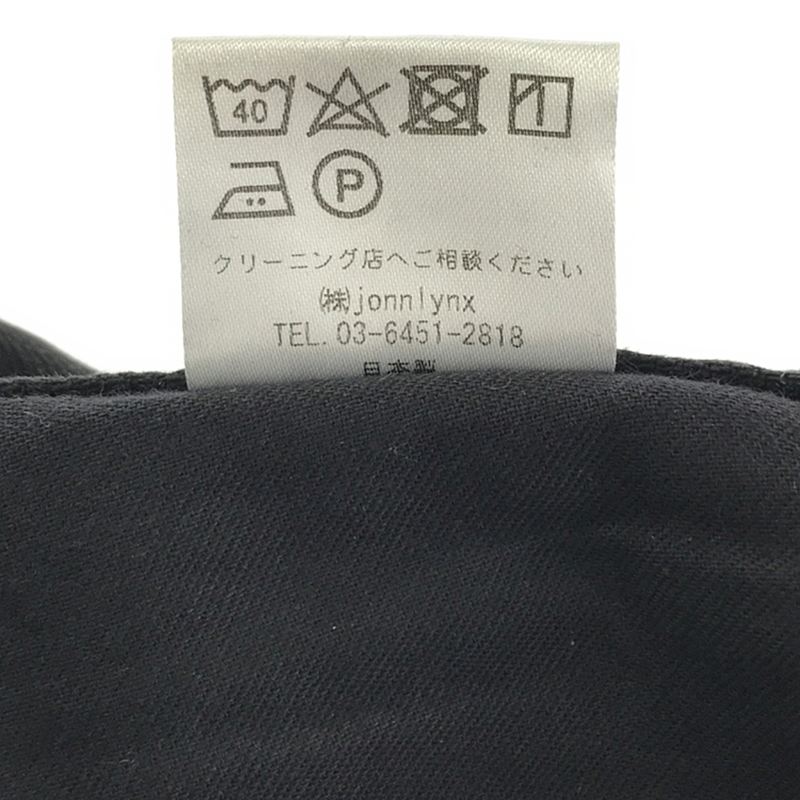 40
P
クリーニング店へご相談ください
(株)jonnlynx
TEL. 03-6451-2818
日本製